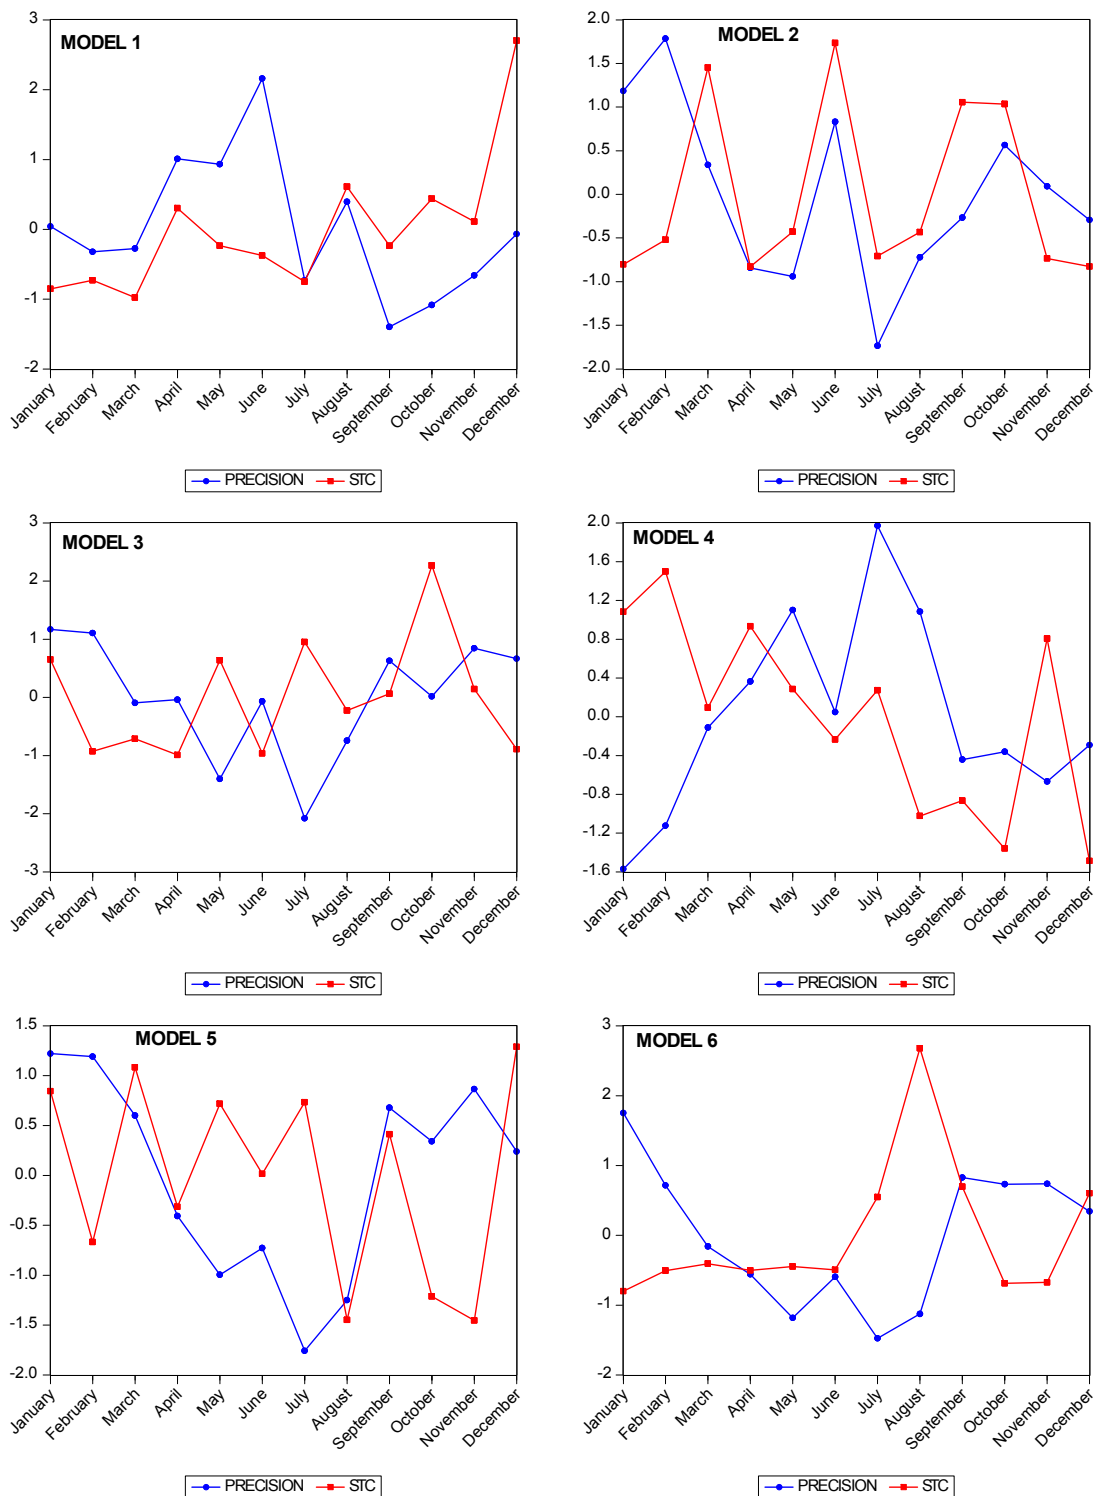 MODEL 1
3
2
1
0
-1
-2
January
February
March
April
May
June
July
August
September
October
November
December
PRECISION STC
MODEL 2
2.0
1.5
1.0
0.5
0.0
-0.5
-1.0
-1.5
-2.0
January
February
March
April
May
June
July
August
September
October
November
December
PRECISION STC
MODEL 3
3
2
1
0
-1
-2
-3
January
February
March
April
May
June
July
August
September
October
November
December
PRECISION STC
MODEL 4
2.0
1.6
1.2
0.8
0.4
0.0
-0.4
-0.8
-1.2
-1.6
January
February
March
April
May
June
July
August
September
October
November
December
PRECISION STC
MODEL 5
1.5
1.0
0.5
0.0
-0.5
-1.0
-1.5
-2.0
January
February
March
April
May
June
July
August
September
October
November
December
PRECISION STC
MODEL 6
3
2
1
0
-1
-2
January
February
March
April
May
June
July
August
September
October
November
December
PRECISION STC